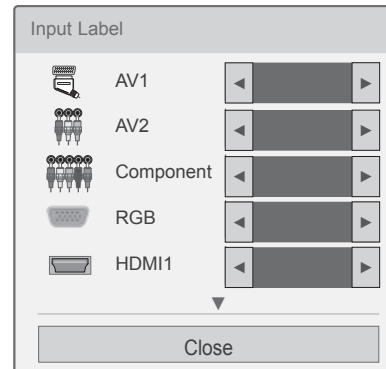 Input Label
AV1
AV2
Component
RGB
HDMI1
Close